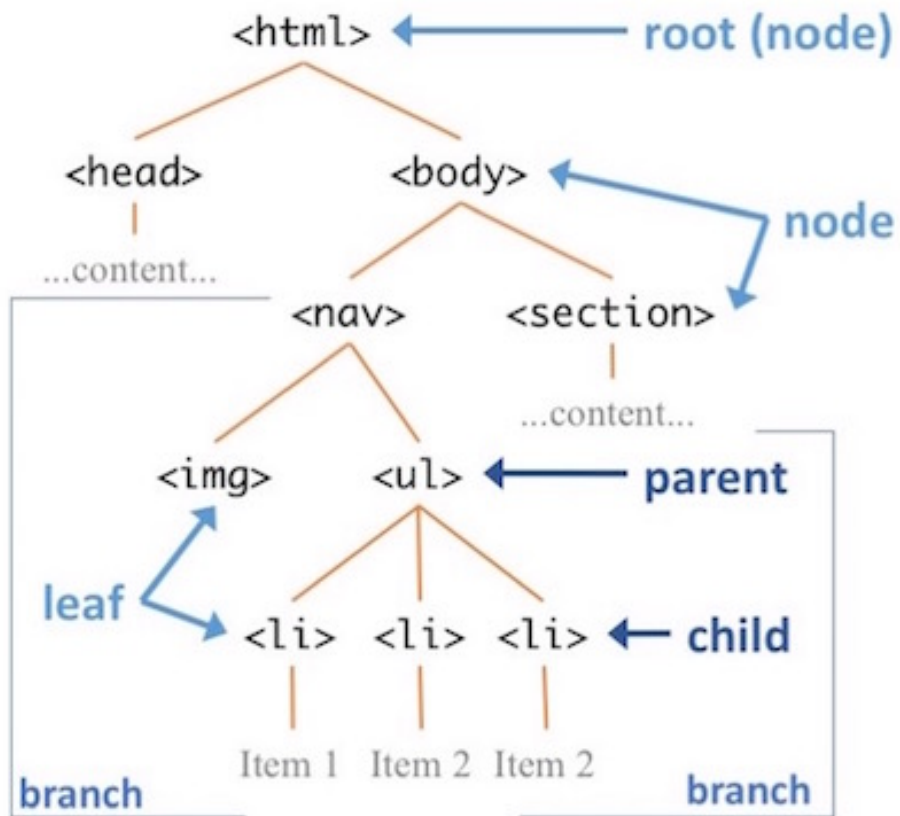 <html> root (node)
<head> <body>
node
...content...
<nav> <section>
...content...
<img> <ul> parent
leaf
<li> <li> <li> child
Item 1 Item 2 Item 2
branch branch